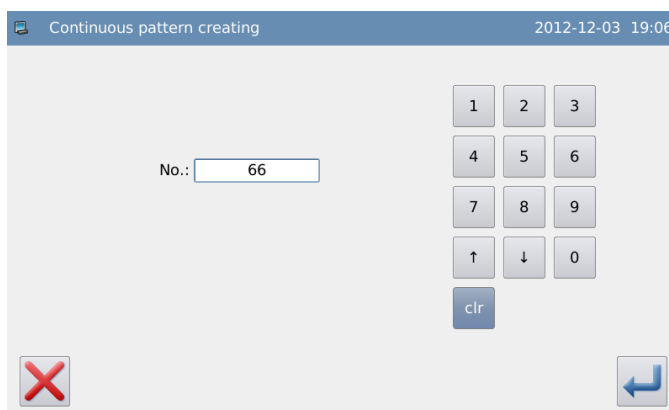 Continuous pattern creating 2012-12-03 19:06
1 2 3
4 5 6
No.: 66
7 8 9
↑ ↓ 0
clr